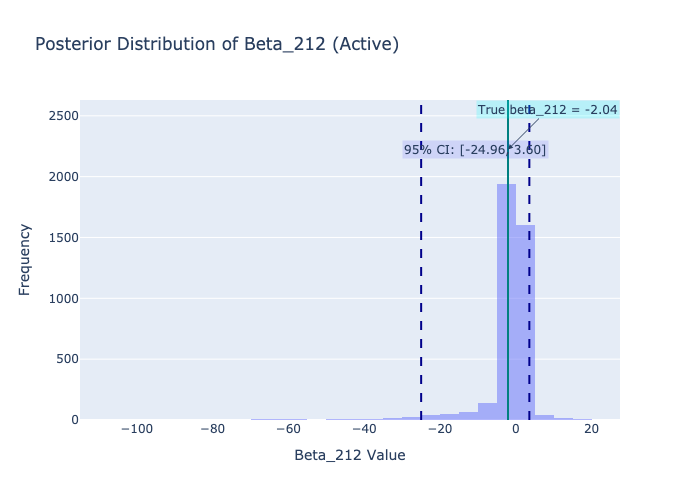 Posterior Distribution of Beta_212 (Active)
True beta_212 = -2.04
95% CI: [-24.96, 3.60]
2500
2000
1500
1000
500
0
Frequency
−100
−80
−60
−40
−20
0
20
Beta_212 Value